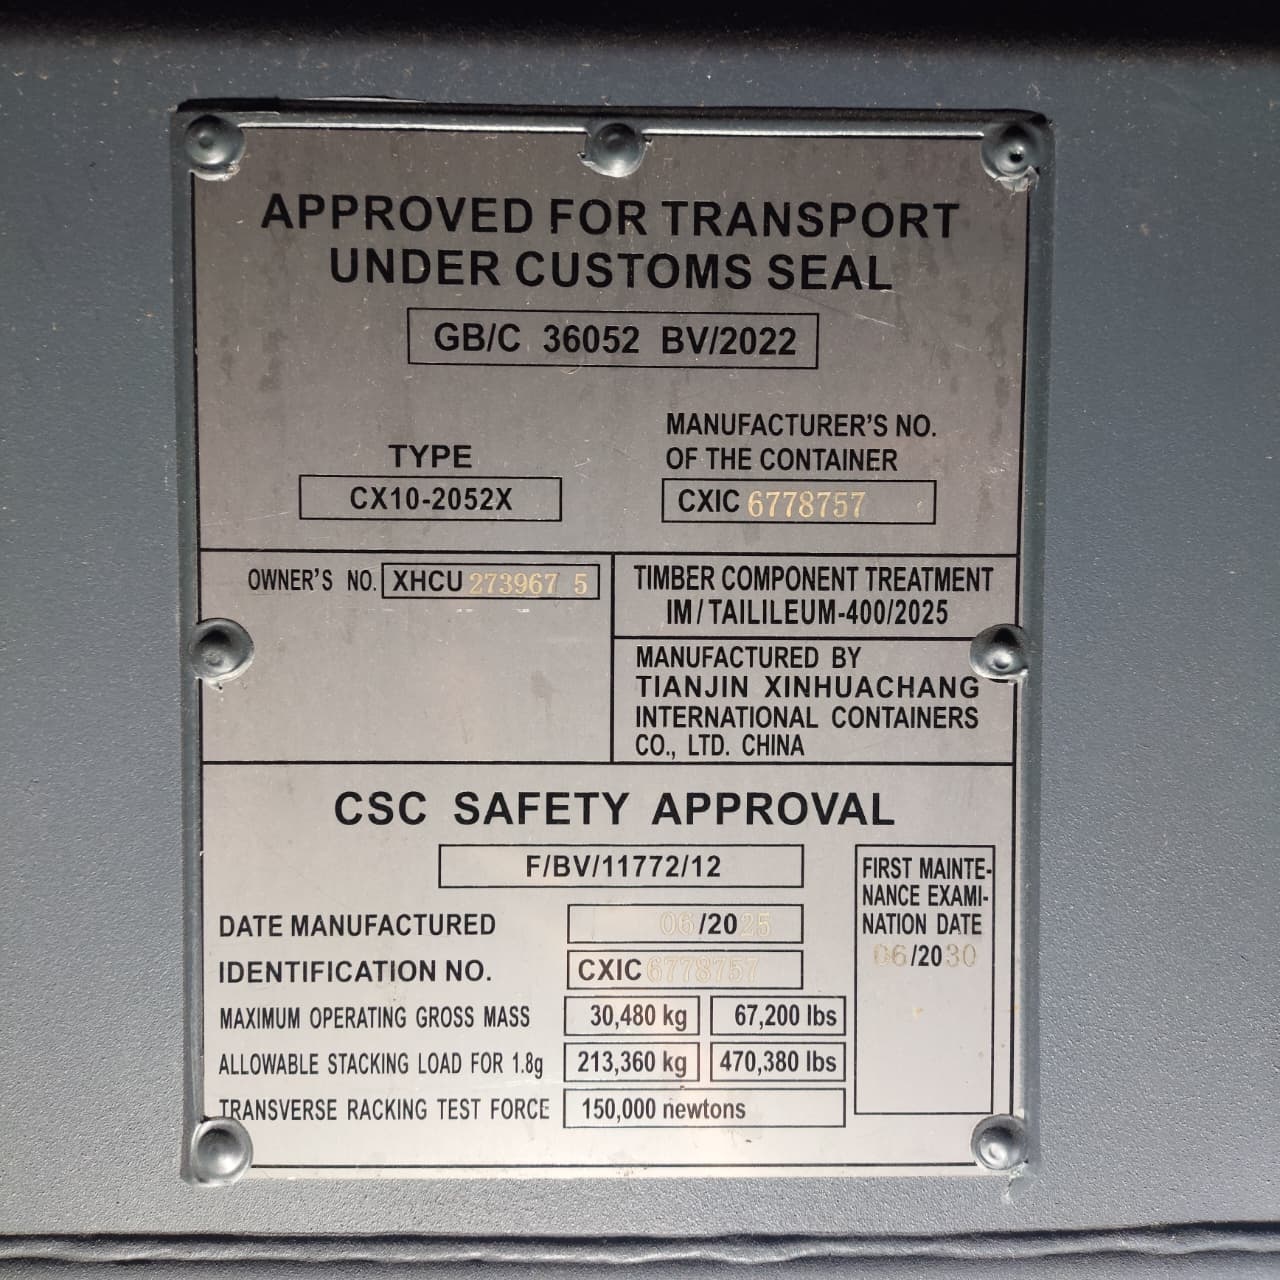 APPROVED FOR TRANSPORT
UNDER CUSTOMS SEAL
GB/C 36052 BV/2022
TYPE
CX10-2052X
MANUFACTURER'S NO.
OF THE CONTAINER
CXIC 6778757
OWNER'S NO. XHCU 273967 5
TIMBER COMPONENT TREATMENT
IM/TAILILEUM-400/2025
MANUFACTURED BY
TIANJIN XINHUACHANG
INTERNATIONAL CONTAINERS
CO., LTD. CHINA
CSC SAFETY APPROVAL
F/BV/11772/12
DATE MANUFACTURED 06/2025
IDENTIFICATION NO. CXIC 6778757
MAXIMUM OPERATING GROSS MASS 30,480 kg 67,200 lbs
ALLOWABLE STACKING LOAD FOR 1.8g 213,360 kg 470,380 lbs
TRANSVERSE RACKING TEST FORCE 150,000 newtons
FIRST MAINTE-
NANCE EXAMI-
NATION DATE
06/2030